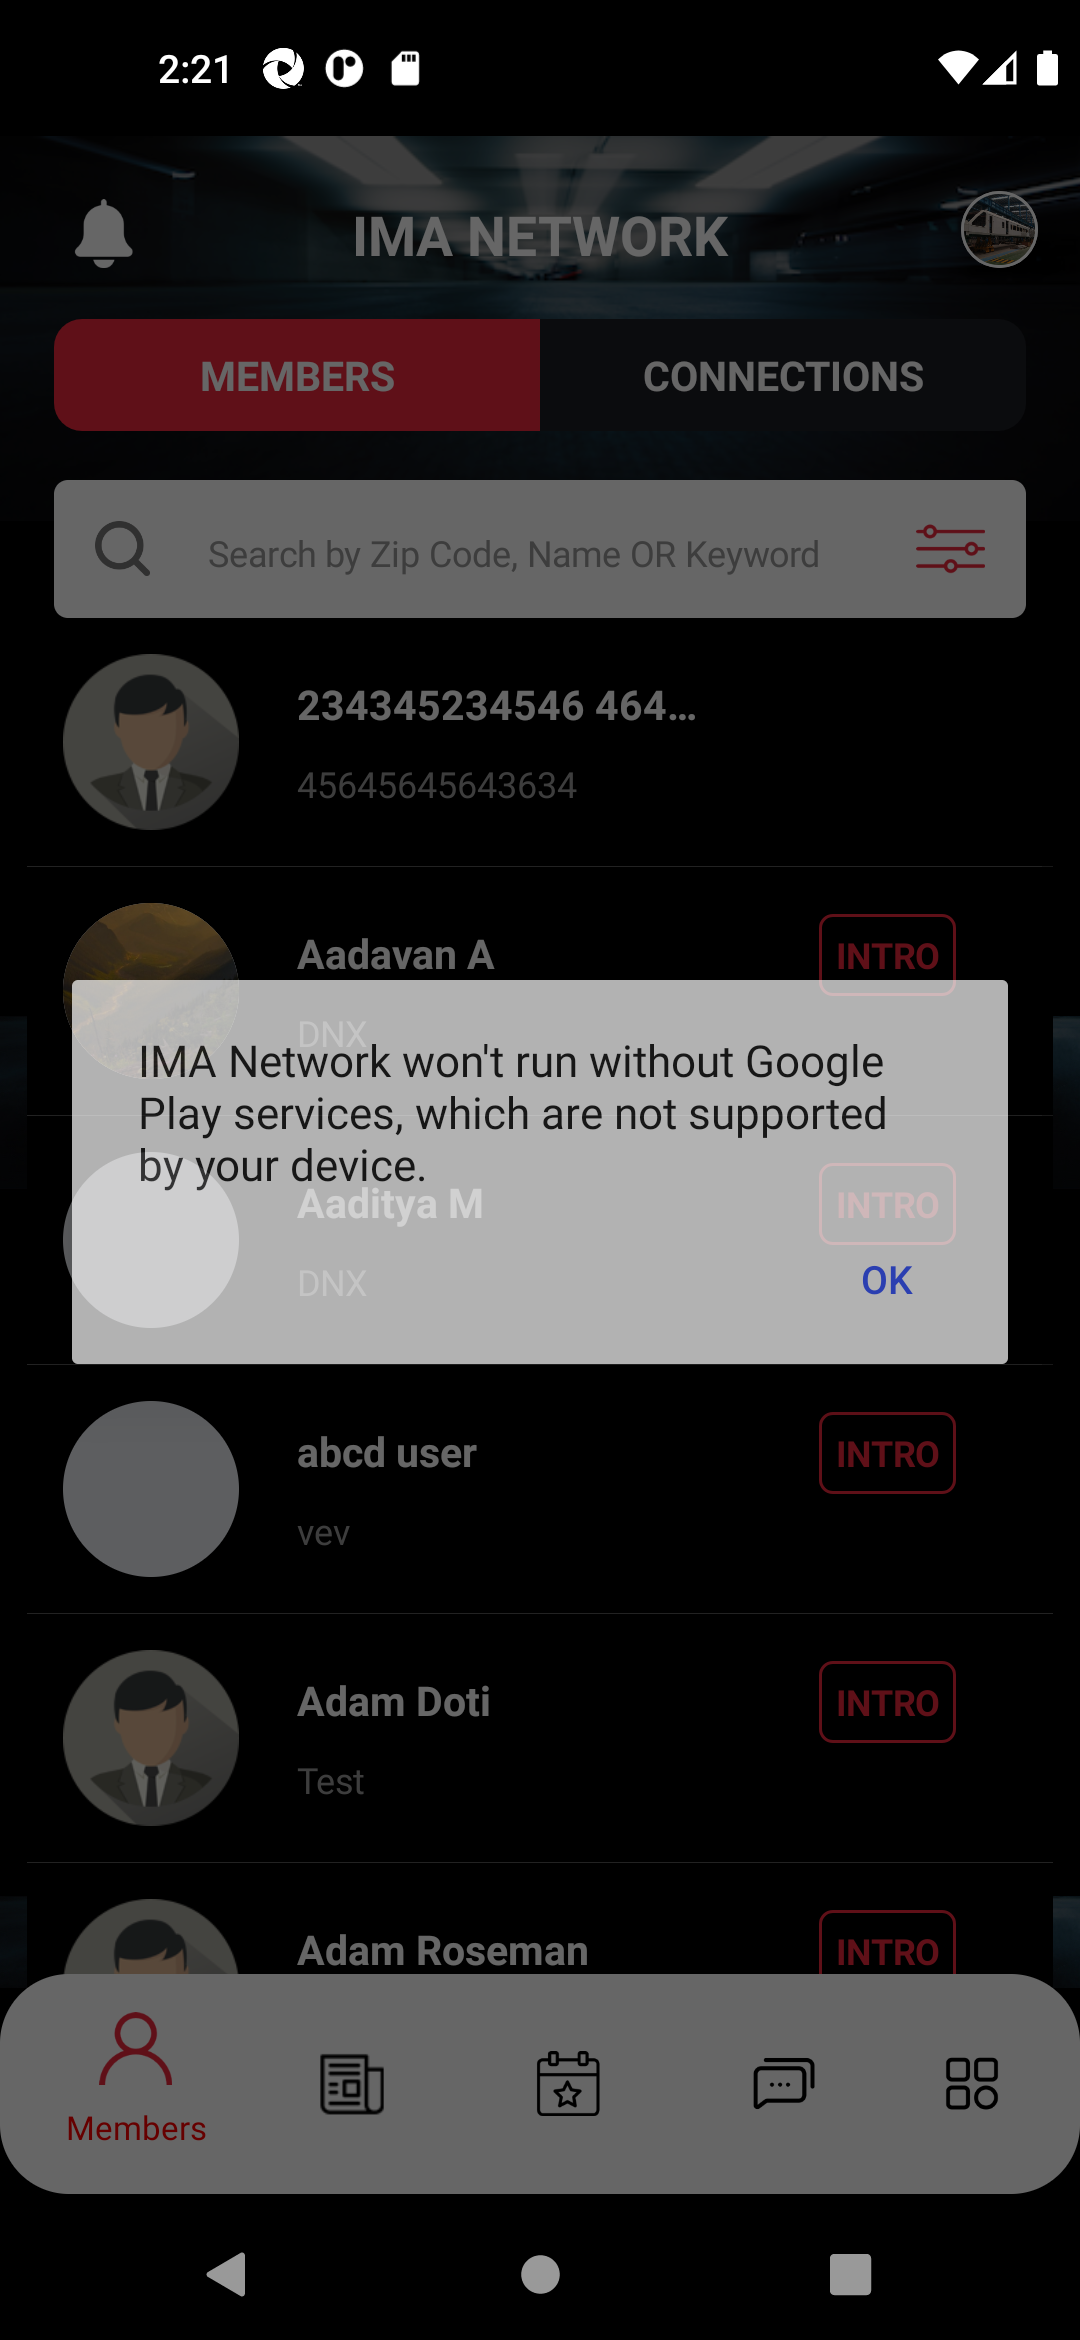 2:21
IMA NETWORK
MEMBERS
CONNECTIONS
Search by Zip Code, Name OR Keyword
234345234546 464...
45645645643634
Aadavan A
INTRO
DNX
IMA Network won't run without Google
Play services, which are not supported
by your device.
Aaditya M
INTRO
DNX
OK
abcd user
INTRO
vev
Adam Doti
INTRO
Test
Adam Roseman
INTRO
Members